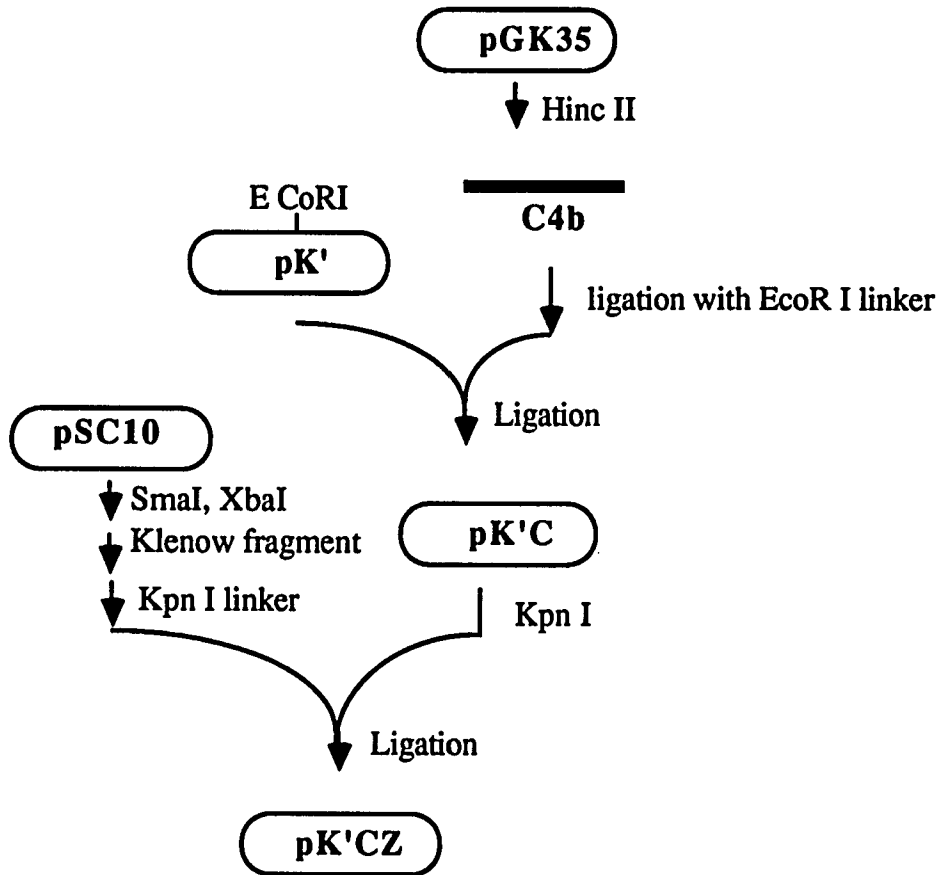 pGK35
Hinc II
C4b
E CoRI
pK'
ligation with EcoR I linker
Ligation
pSC10
SmaI, XbaI
Klenow fragment
Kpn I linker
pK'C
Kpn I
Ligation
pK'CZ